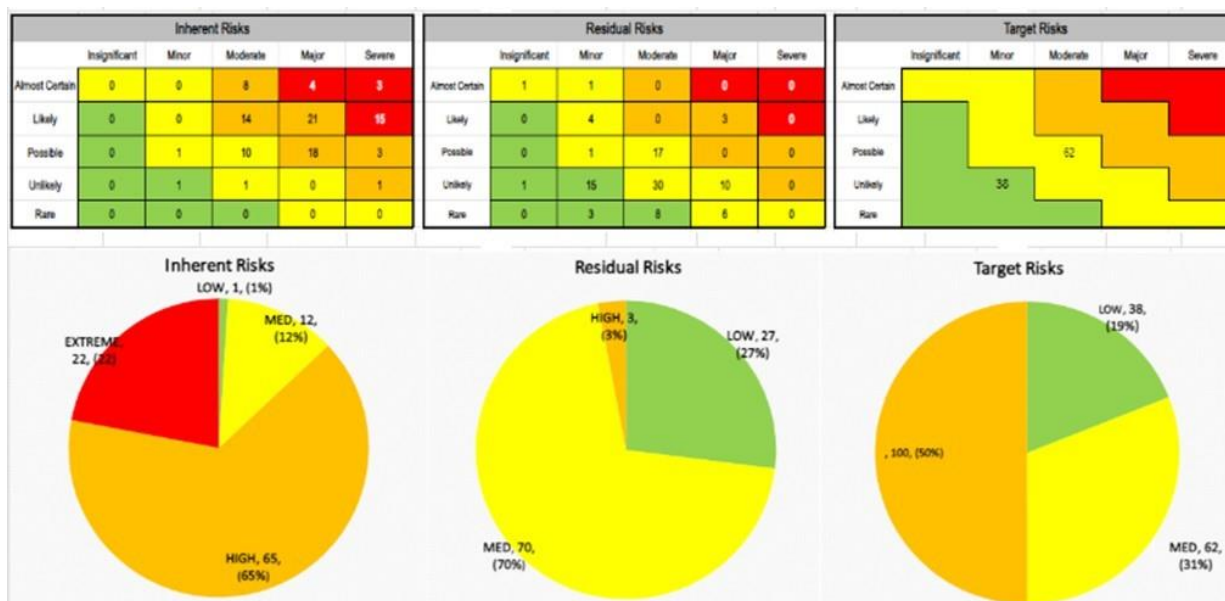 Inherent Risks
Insignificant Minor Moderate Major Severe
Almost Certain 0 0 8 4 3
Likely 0 0 14 21 15
Possible 0 1 10 18 3
Unlikely 0 1 1 0 1
Rare 0 0 0 0 0
Residual Risks
Insignificant Minor Moderate Major Severe
Almost Certain 1 1 0 0 0
Likely 0 4 0 3 0
Possible 0 1 17 0 0
Unlikely 1 15 30 10 0
Rare 0 3 8 6 0
Target Risks
Insignificant Minor Moderate Major Severe
Almost Certain
Likely
Possible 62
Unlikely 38
Rare
Inherent Risks
LOW, 1, (1%)
MED, 12,
(12%)
EXTREME,
22, (22)
HIGH, 65,
(65%)
Residual Risks
HIGH, 3,
(3%)
LOW, 27,
(27%)
MED, 70,
(70%)
Target Risks
LOW, 38,
(19%)
, 100, (50%)
MED, 62,
(31%)